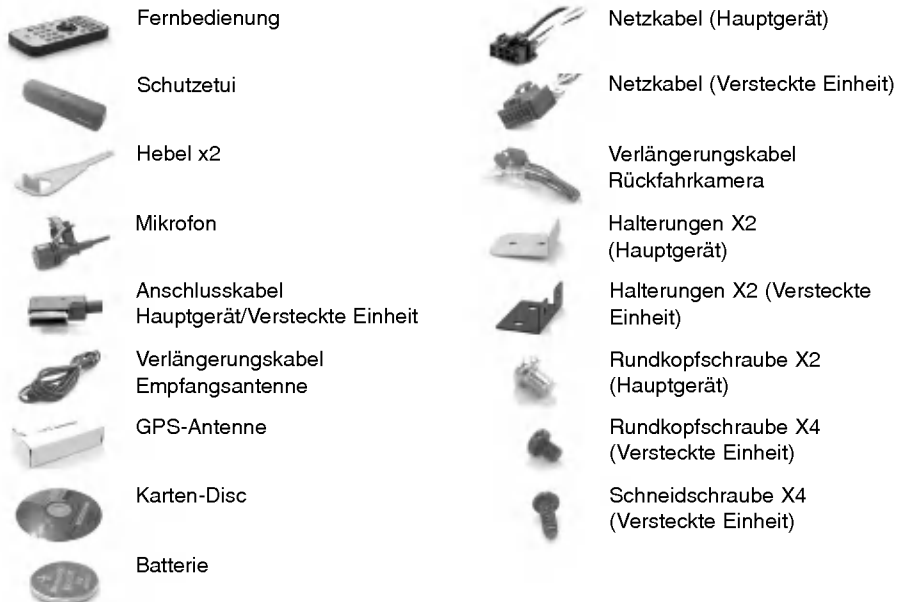 Fernbedienung
Schutzetui
Hebel x2
Mikrofon
Anschlusskabel
Hauptgerät/Versteckte Einheit
Verlängerungskabel
Empfangsantenne
GPS-Antenne
Karten-Disc
Batterie
Netzkabel (Hauptgerät)
Netzkabel (Versteckte Einheit)
Verlängerungskabel
Rückfahrkamera
Halterungen X2
(Hauptgerät)
Halterungen X2 (Versteckte
Einheit)
Rundkopfschraube X2
(Hauptgerät)
Rundkopfschraube X4
(Versteckte Einheit)
Schneidschraube X4
(Versteckte Einheit)